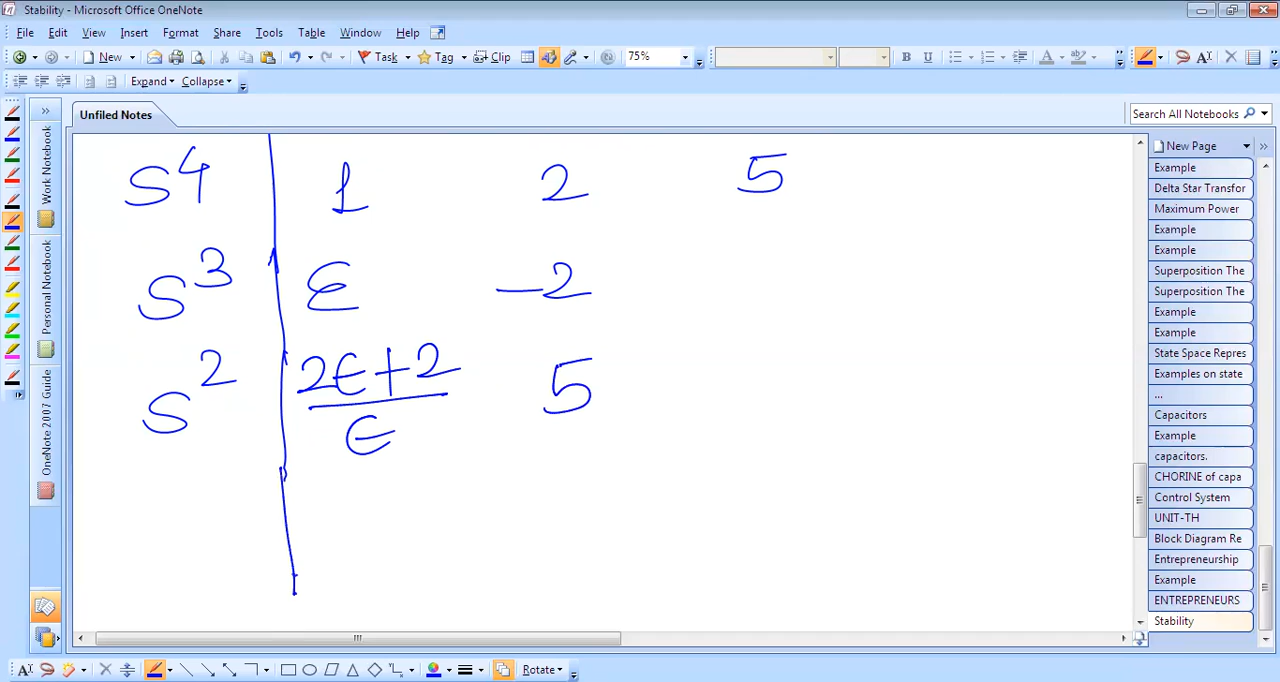 Stability - Microsoft Office OneNote
File Edit View Insert Format Share Tools Table Window Help
New Task Tag Clip 75% B U A A
Expand Collapse
Unfiled Notes
Search All Notebooks
Work Notebook
Personal Notebook
OneNote 2007 Guide
S⁴ 1 2 5
S³ ε -2
S² 2ϵ+2 5
ϵ
New Page
Example
Delta Star Transfor
Maximum Power
Example
Example
Superposition The
Superposition The
Example
Example
State Space Repres
Examples on state
...
Capacitors
Example
capacitors.
CHORINE of capa
Control System
UNIT-TH
Block Diagram Re
Entrepreneurship
Example
ENTREPRENEURS
Stability
A Rotate